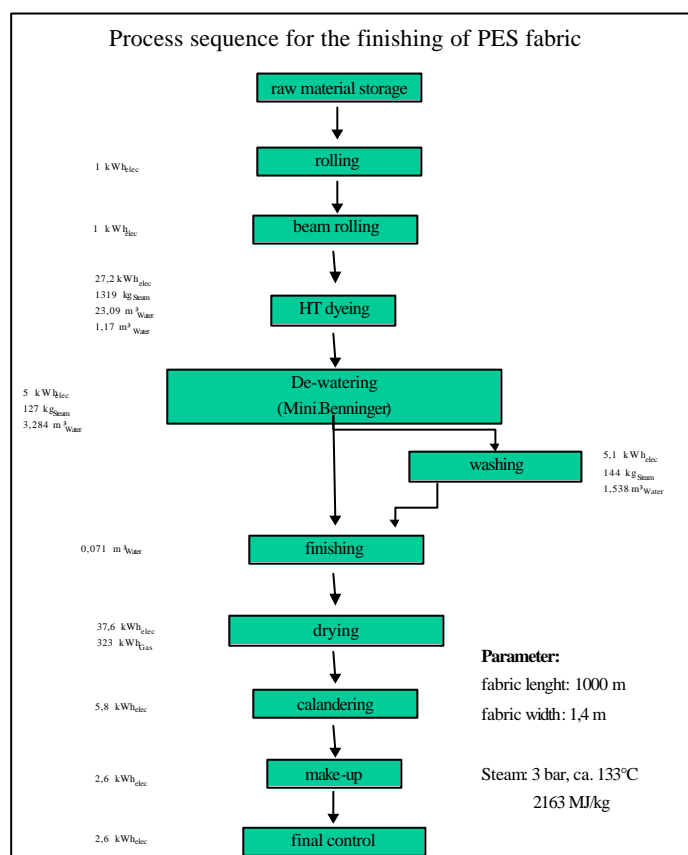 Process sequence for the finishing of PES fabric
raw material storage
1 kWhelec
rolling
1 kWhelec
beam rolling
27,2 kWhelec
1319 kgSteam
23,09 m³Water
1,17 m³Water
HT dyeing
De-watering
(Mini.Benninger)
5 kWhelec
127 kgSteam
3,284 m³Water
washing
5,1 kWhelec
144 kgSteam
1,538 m³Water
0,071 m³Water
finishing
37,6 kWhelec
323 kWhGas
drying
Parameter:
fabric lenght: 1000 m
fabric width: 1,4 m
5,8 kWhelec
calandering
2,6 kWhelec
make-up
Steam: 3 bar, ca. 133°C
2163 MJ/kg
2,6 kWhelec
final control